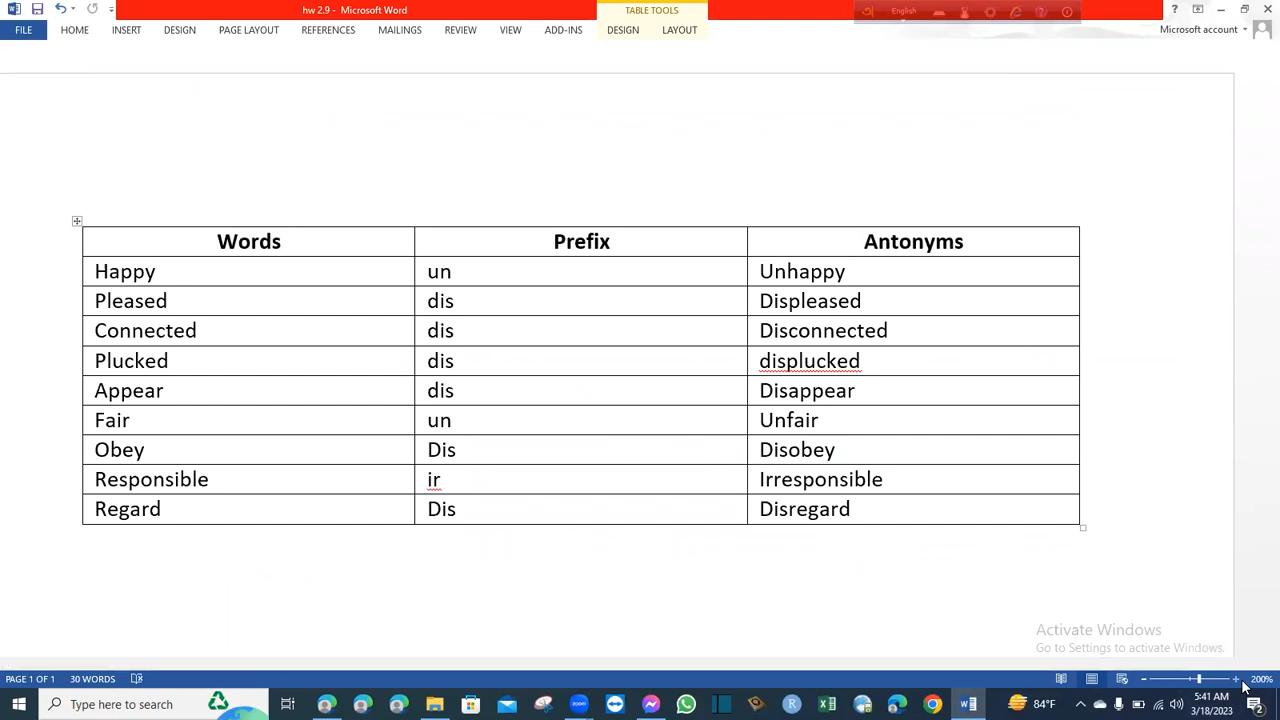 hw 2.9 - Microsoft Word
TABLE TOOLS
English
FILE HOME INSERT DESIGN PAGE LAYOUT REFERENCES MAILINGS REVIEW VIEW ADD-INS DESIGN LAYOUT Microsoft account
Words Prefix Antonyms
Happy un Unhappy
Pleased dis Displeased
Connected dis Disconnected
Plucked dis displucked
Appear dis Disappear
Fair un Unfair
Obey Dis Disobey
Responsible ir Irresponsible
Regard Dis Disregard
Activate Windows
Go to Settings to activate Windows.
PAGE 1 OF 1 30 WORDS 200%
Type here to search
zoom
84°F
5:41 AM
3/18/2023
2